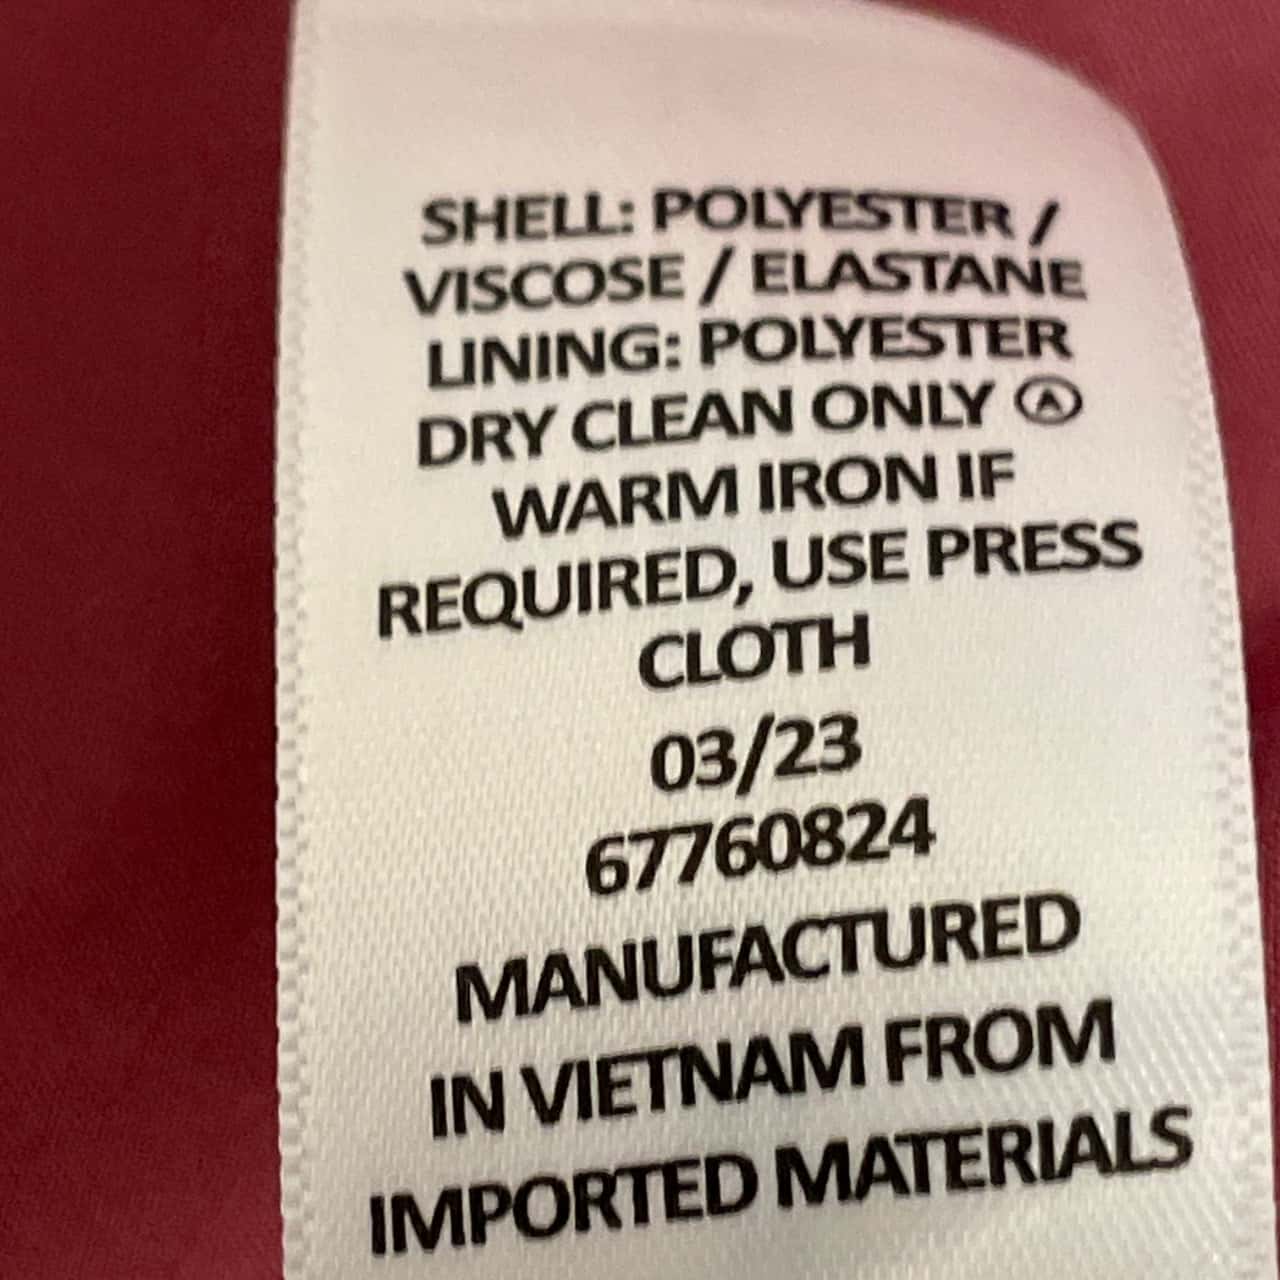 SHELL: POLYESTER /
VISCOSE / ELASTANE
LINING: POLYESTER
DRY CLEAN ONLY Ⓐ
WARM IRON IF
REQUIRED, USE PRESS
CLOTH
03/23
67760824
MANUFACTURED
IN VIETNAM FROM
IMPORTED MATERIALS